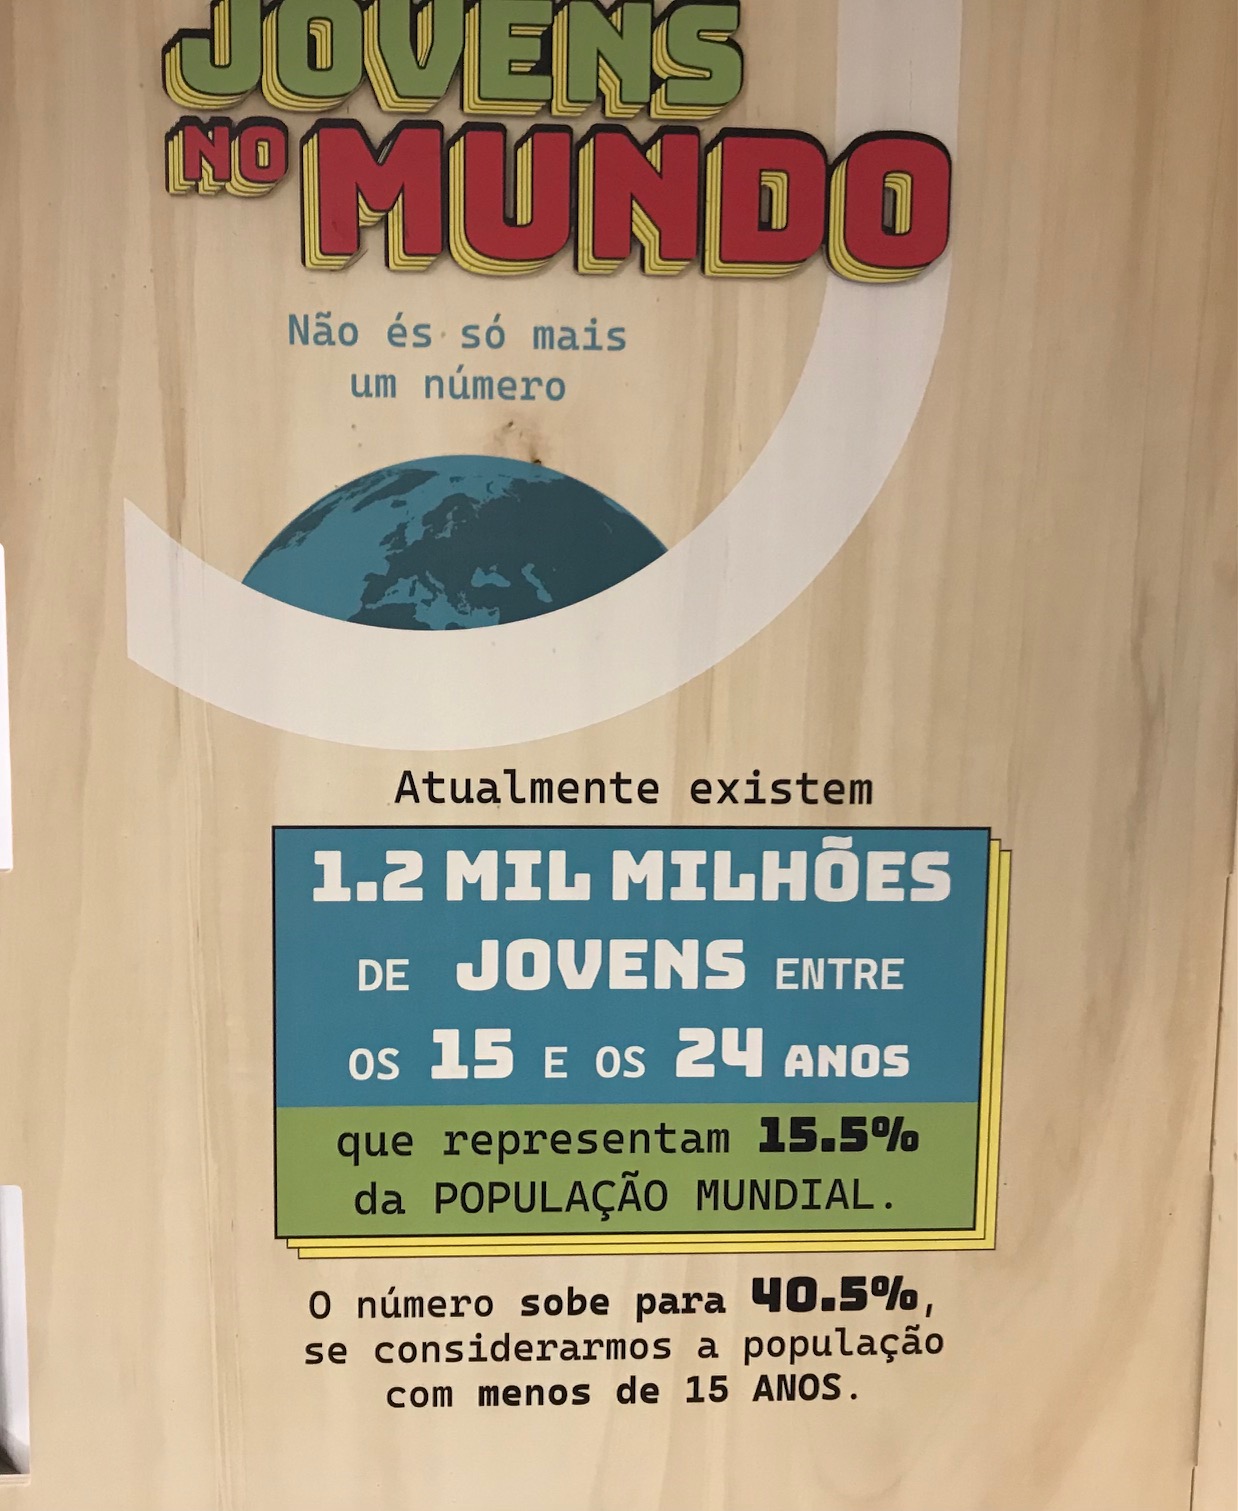 JOVENS
NO MUNDO
Não és só mais
um número
Atualmente existem
1.2 MIL MILHÕES
DE JOVENS ENTRE
OS 15 E OS 24 ANOS
que representam 15.5%
da POPULAÇÃO MUNDIAL.
O número sobe para 40.5%,
se considerarmos a população
com menos de 15 ANOS.